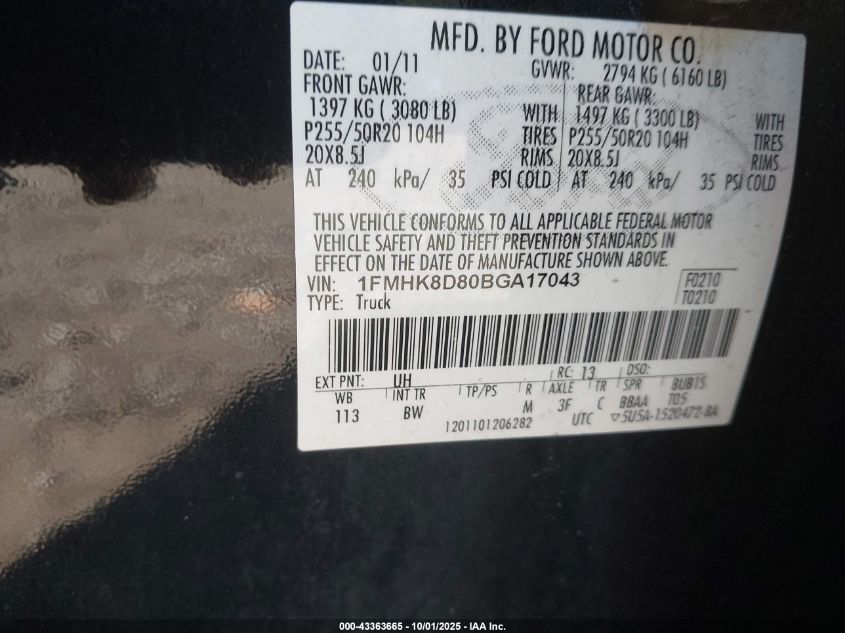 MFD. BY FORD MOTOR CO.
DATE: 01/11 GVWR: 2794 KG ( 6160 LB)
FRONT GAWR: REAR GAWR:
1397 KG ( 3080 LB) WITH 1497 KG ( 3300 LB) WITH
P255/50R20 104H TIRES P255/50R20 104H TIRES
20X8.5J RIMS 20X8.5J RIMS
AT 240 kPa/ 35 PSI COLD AT 240 kPa/ 35 PSI COLD
THIS VEHICLE CONFORMS TO ALL APPLICABLE FEDERAL MOTOR
VEHICLE SAFETY AND THEFT PREVENTION STANDARDS IN
EFFECT ON THE DATE OF MANUFACTURE SHOWN ABOVE.
VIN: 1FMHK8D80BGA17043 F0210
TYPE: Truck T0210
EXT PNT: UH RC: 13 DSO:
WB INT TR TP/PS R AXLE TR SPR BUBTS
113 BW M 3F C BBAA T05
1201101206282 UTC ▽5U5A-1520472-BA
000-43363665 - 10/01/2025 - IAA Inc.